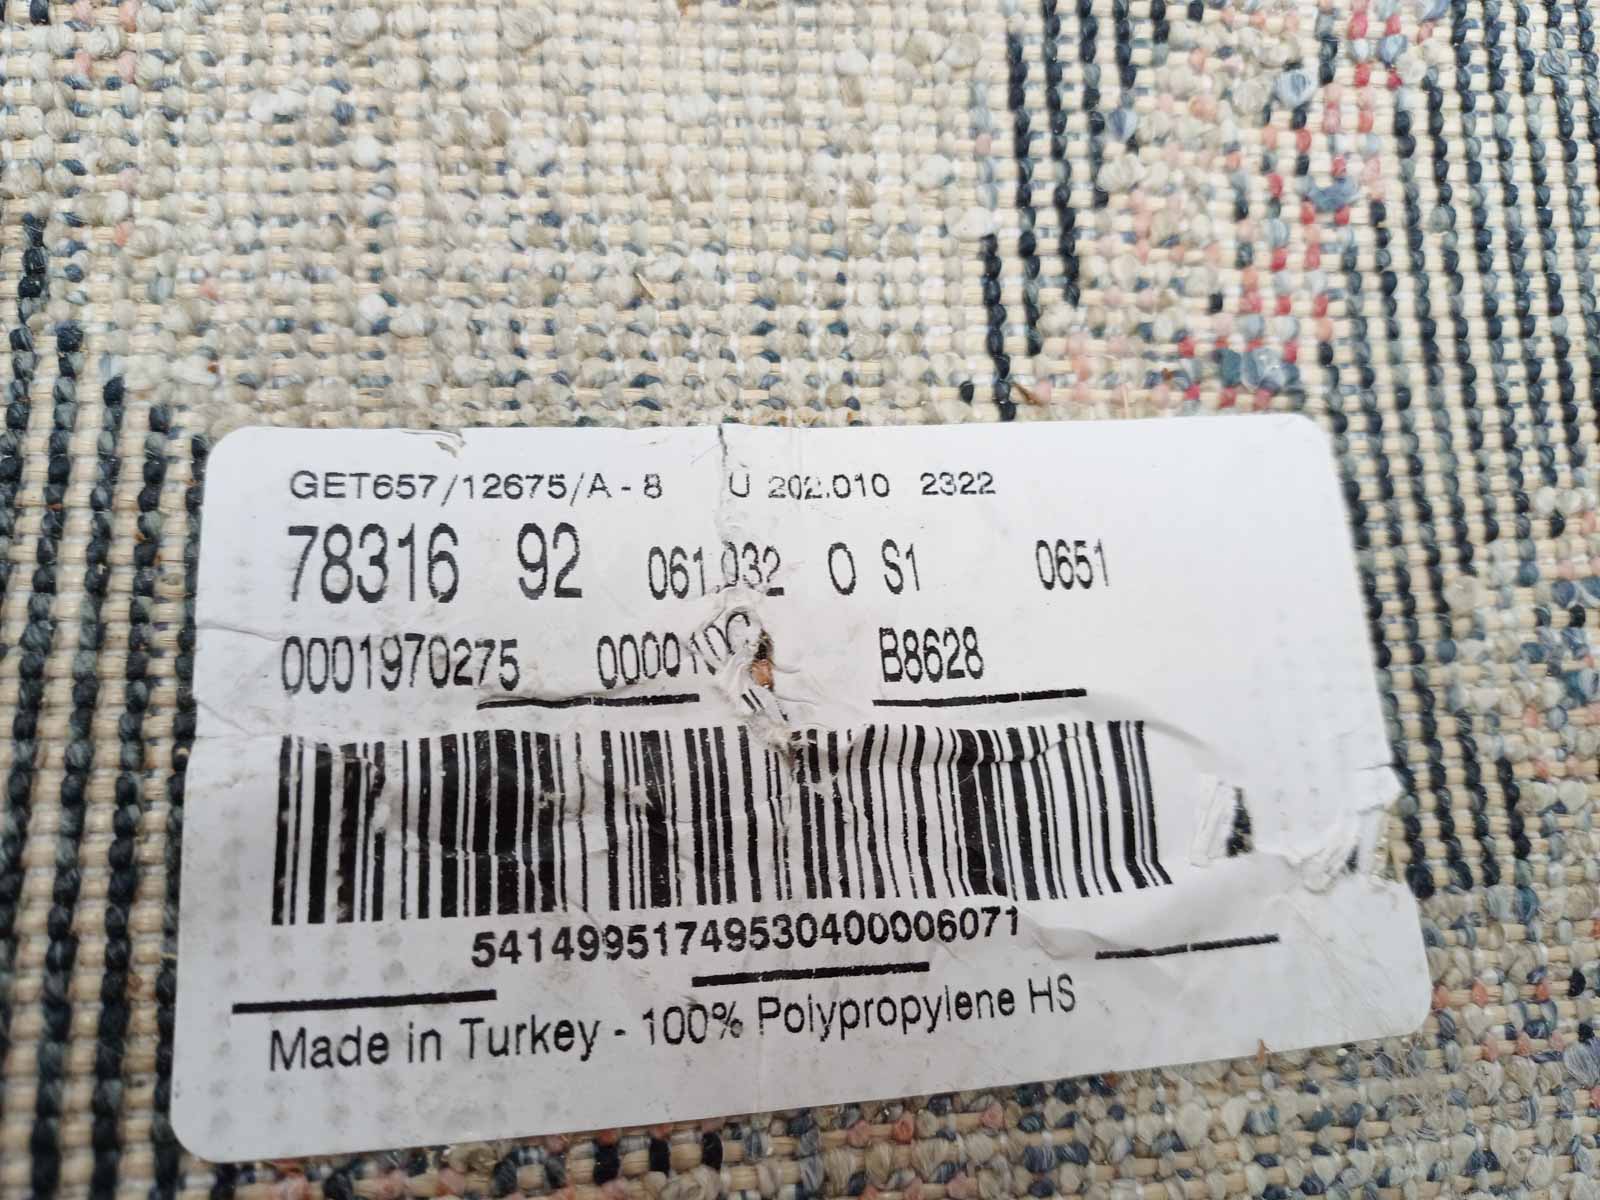 GET657/12675/A - 8 U 202.010 2322
78316 92 061.032 O S1 0651
0001970275 B8628
54149951749530400006071
Made in Turkey - 100% Polypropylene HS